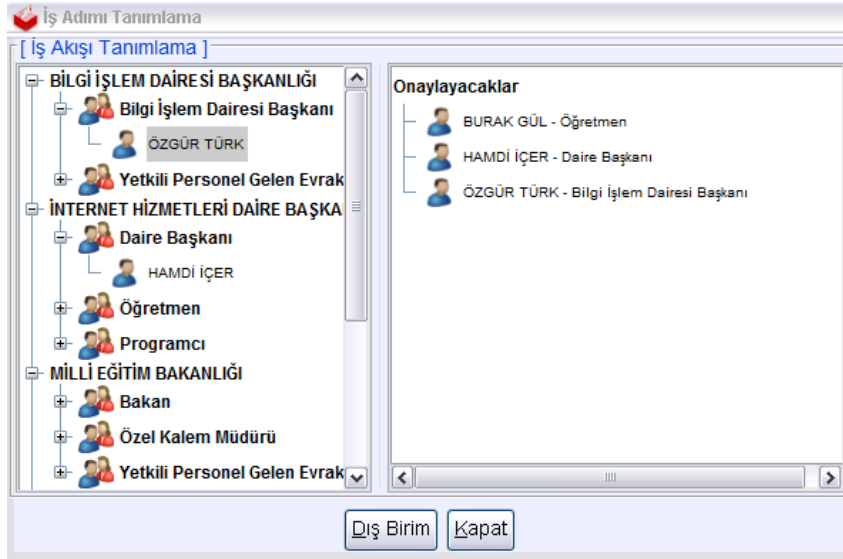 İş Adımı Tanımlama
[ İş Akışı Tanımlama ]
BİLGİ İŞLEM DAİRESİ BAŞKANLIĞI
Bilgi İşlem Dairesi Başkanı
ÖZGÜR TÜRK
Yetkili Personel Gelen Evrak
İNTERNET HİZMETLERİ DAİRE BAŞKA
Daire Başkanı
HAMDİ İÇER
Öğretmen
Programcı
MİLLİ EĞİTİM BAKANLIĞI
Bakan
Özel Kalem Müdürü
Yetkili Personel Gelen Evrak
Onaylayacaklar
BURAK GÜL - Öğretmen
HAMDİ İÇER - Daire Başkanı
ÖZGÜR TÜRK - Bilgi İşlem Dairesi Başkanı
Dış Birim
Kapat